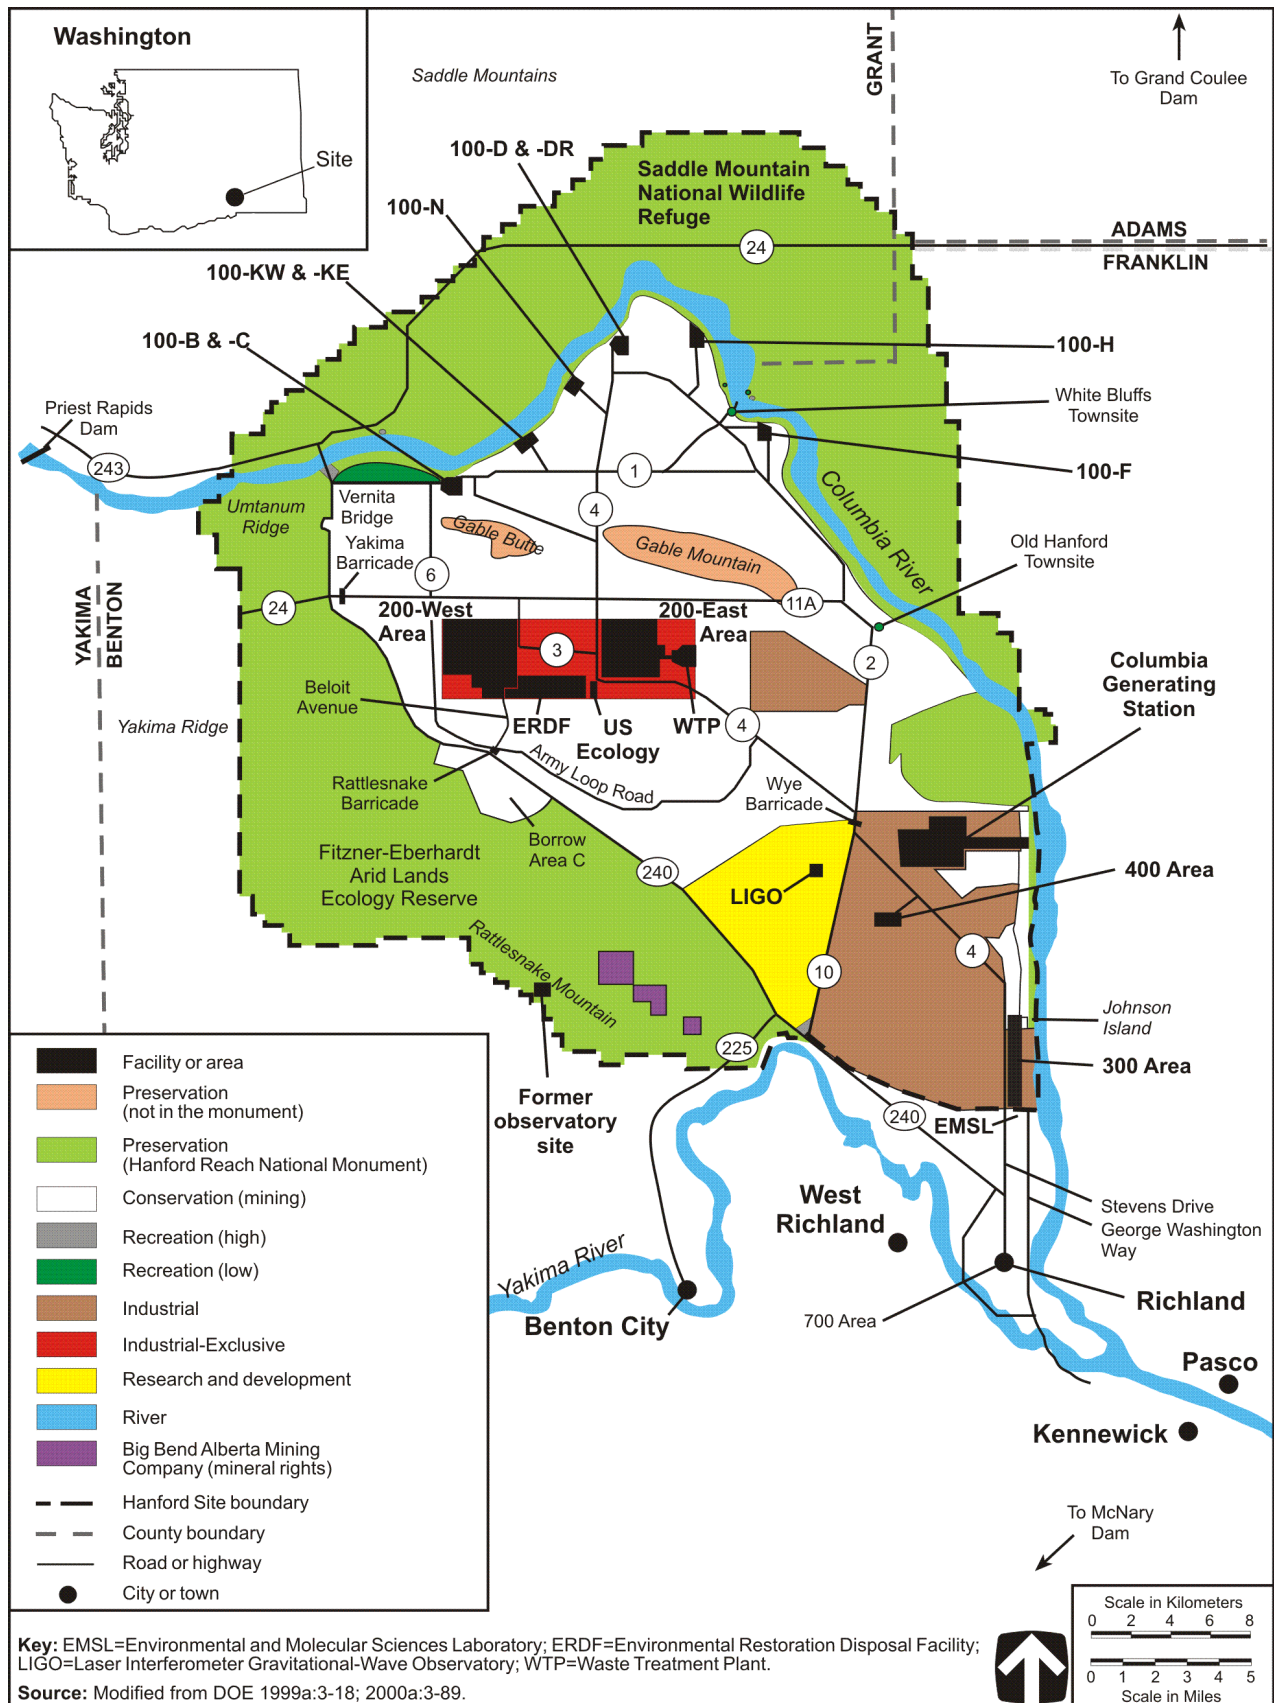 Washington
Site
Saddle Mountains
GRANT
To Grand Coulee
Dam
100-D & -DR
Saddle Mountain
National Wildlife
Refuge
100-N
24
ADAMS
FRANKLIN
100-KW & -KE
100-B & -C
100-H
Priest Rapids
Dam
White Bluffs
Townsite
243
1
100-F
Umtanum
Ridge
Vernita
Bridge
4
Columbia River
Gable Butte
Gable Mountain
Yakima
Barricade
Old Hanford
Townsite
6
YAKIMA
BENTON
24
11A
200-West
Area
200-East
Area
3
2
Columbia
Generating
Station
Beloit
Avenue
Yakima Ridge
ERDF
US
Ecology
WTP
4
Army Loop Road
Rattlesnake
Barricade
Wye
Barricade
Borrow
Area C
Fitzner-Eberhardt
Arid Lands
Ecology Reserve
240
400 Area
LIGO
Rattlesnake Mountain
4
10
Johnson
Island
225
300 Area
Former
observatory
site
240
EMSL
West
Richland
Stevens Drive
George Washington
Way
Yakima River
Benton City
700 Area
Richland
Pasco
Kennewick
To McNary
Dam
Facility or area
Preservation
(not in the monument)
Preservation
(Hanford Reach National Monument)
Conservation (mining)
Recreation (high)
Recreation (low)
Industrial
Industrial-Exclusive
Research and development
River
Big Bend Alberta Mining
Company (mineral rights)
Hanford Site boundary
County boundary
Road or highway
City or town
Scale in Kilometers
0 2 4 6 8
0 1 2 3 4 5
Scale in Miles
Key: EMSL=Environmental and Molecular Sciences Laboratory; ERDF=Environmental Restoration Disposal Facility;
LIGO=Laser Interferometer Gravitational-Wave Observatory; WTP=Waste Treatment Plant.
Source: Modified from DOE 1999a:3-18; 2000a:3-89.